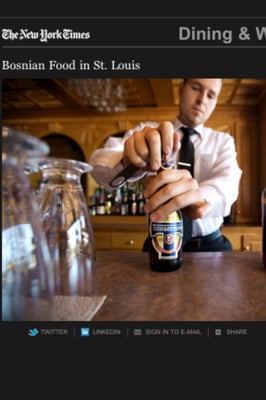 The New York Times
Dining & W
Bosnian Food in St. Louis
TWITTER
LINKEDIN
SIGN IN TO E-MAIL
SHARE